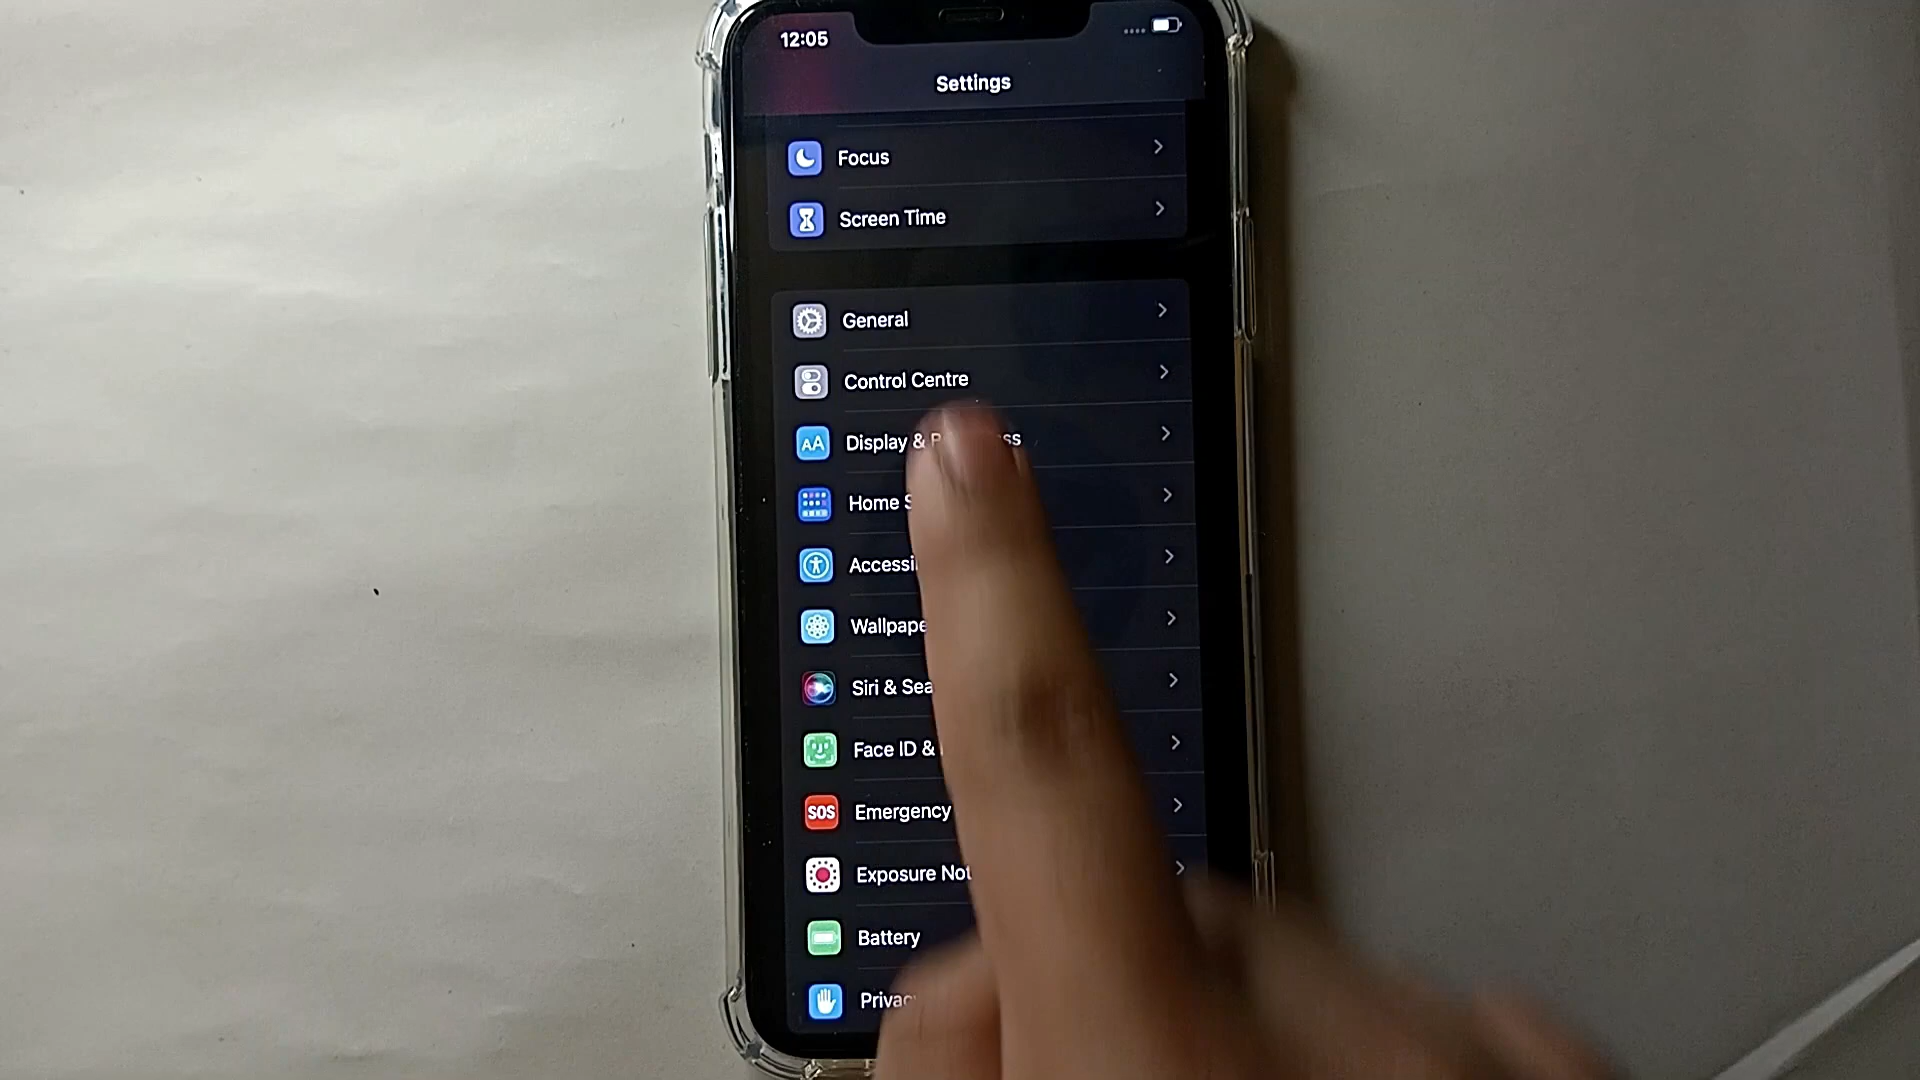 12:05
Settings
Focus
Screen Time
General
Control Centre
AA Display &
Home
Accessi
Wallpape
Siri & Sea
Face ID &
SOS Emergency
Exposure Not
Battery
Privac